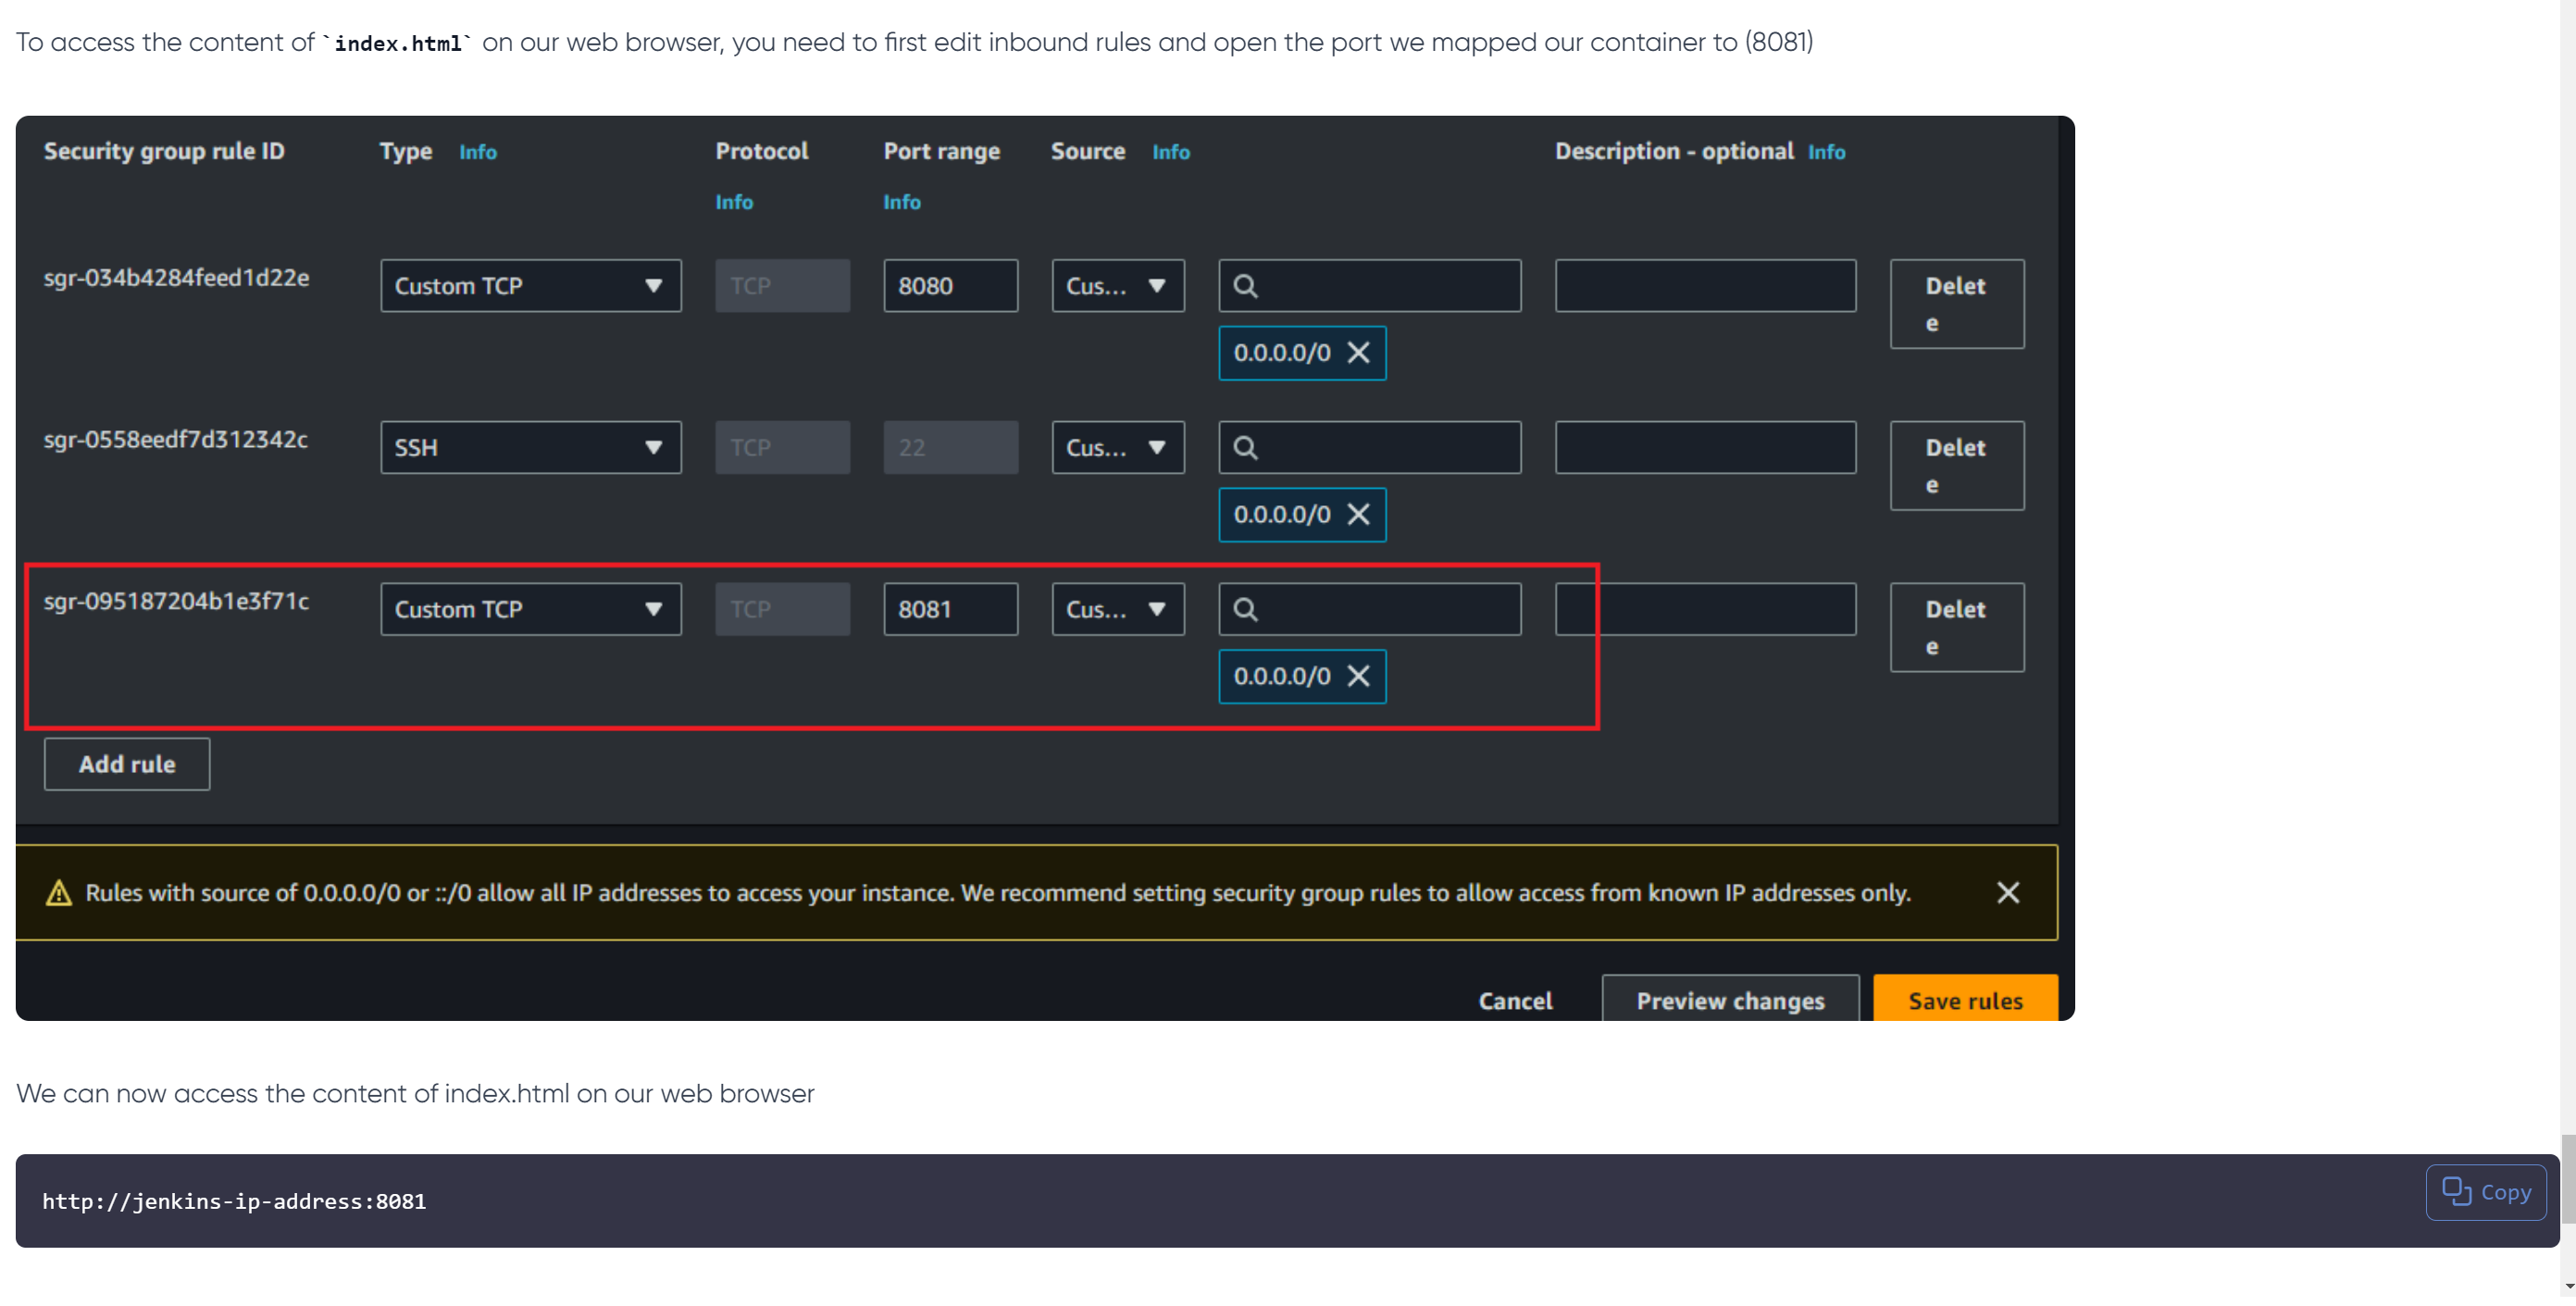 To access the content of `index.html` on our web browser, you need to first edit inbound rules and open the port we mapped our container to (8081)
Security group rule ID Type Info Protocol Port range Source Info Description - optional Info
Info Info
sgr-034b4284feed1d22e Custom TCP TCP 8080 Cus... Delet
e
0.0.0.0/0
sgr-0558eedf7d312342c SSH TCP 22 Cus... Delet
e
0.0.0.0/0
sgr-095187204b1e3f71c Custom TCP TCP 8081 Cus... Delet
e
0.0.0.0/0
Add rule
Rules with source of 0.0.0.0/0 or ::/0 allow all IP addresses to access your instance. We recommend setting security group rules to allow access from known IP addresses only.
Cancel Preview changes Save rules
We can now access the content of index.html on our web browser
http://jenkins-ip-address:8081 Copy